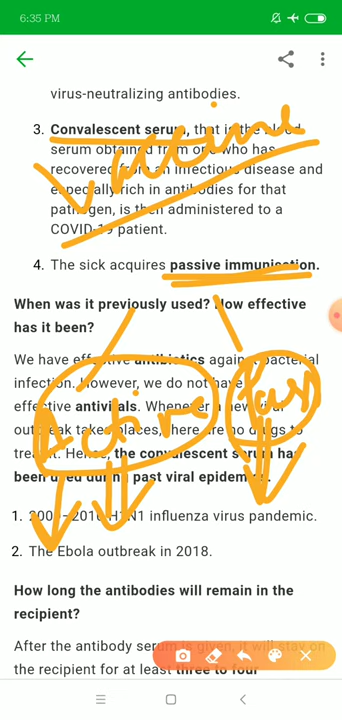 6:35 PM
virus-neutralizing antibodies.
3. Convalescent serum, that is the blood
serum obtained from one who has
recovered from an infectious disease and
especially rich in antibodies for that
pathogen, is then administered to a
COVID-19 patient.
Vaccine
4. The sick acquires passive immunisation.
When was it previously used? How effective
has it been?
We have effective antibiotics against bacterial
infection. However, we do not have
effective antivirals. Whenever a new viral
outbreak takes places, there are no drugs to
treat it. Hence, the convalescent serum has
been used during past viral epidemics.
Active
Pass
1. 2009-2010 H1N1 influenza virus pandemic.
2. The Ebola outbreak in 2018.
How long the antibodies will remain in the
recipient?
After the antibody serum is given, it will stay on
the recipient for at least three to four